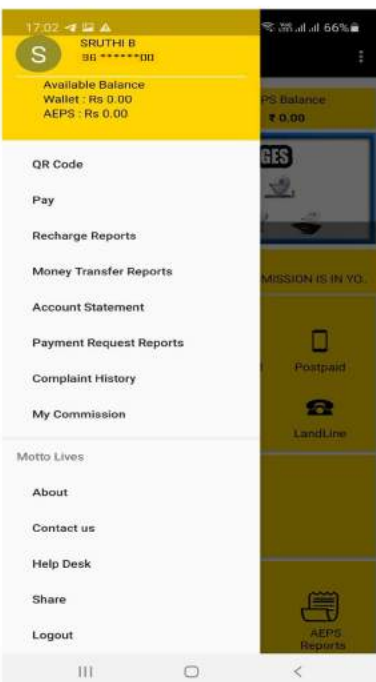 17:02
66%
S
SRUTHI B
96 ******00
Available Balance
Wallet : Rs 0.00
AEPS : Rs 0.00
PS Balance
₹ 0.00
GES
QR Code
Pay
Recharge Reports
Money Transfer Reports
MISSION IS IN YO..
Account Statement
Payment Request Reports
Postpaid
Complaint History
My Commission
LandLine
Motto Lives
About
Contact us
Help Desk
Share
Logout
AEPS
Reports